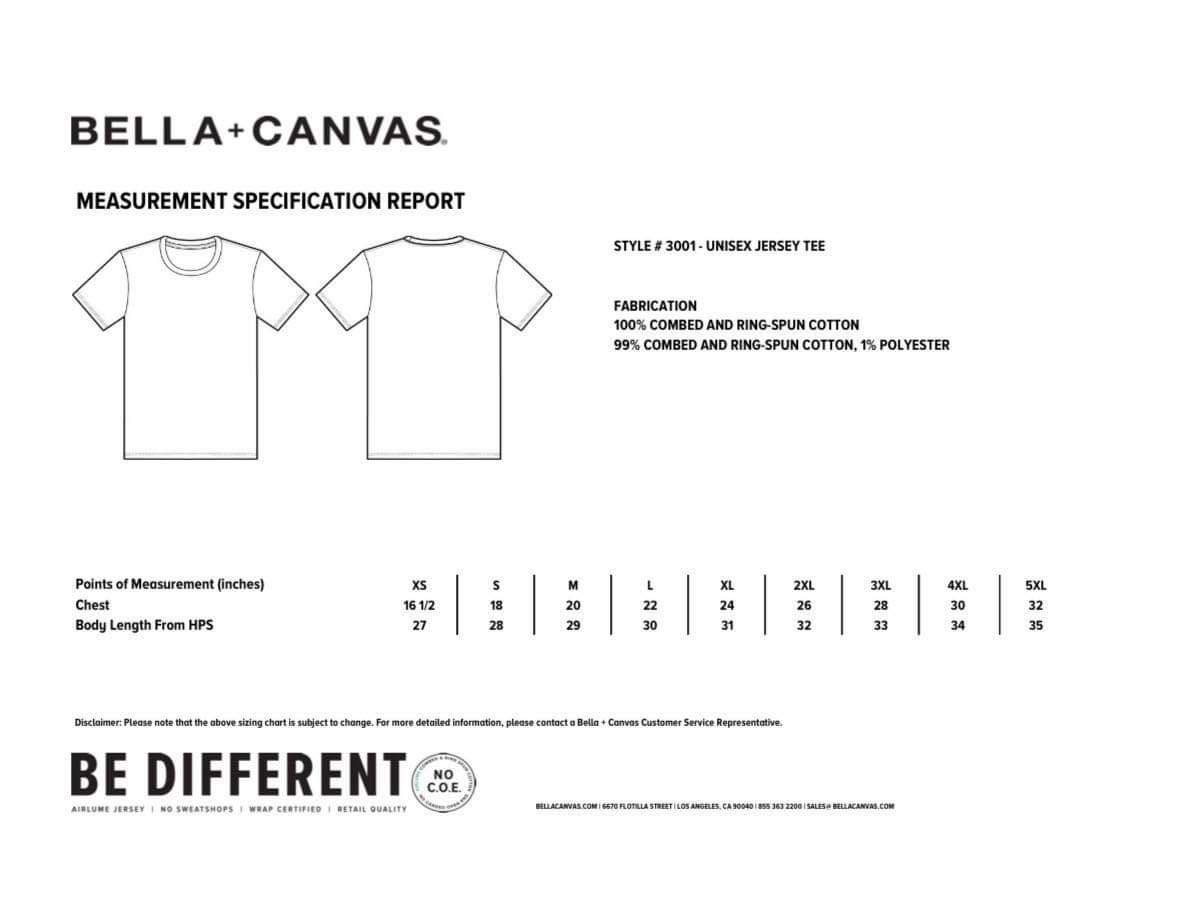 BELLA+CANVAS®
MEASUREMENT SPECIFICATION REPORT
STYLE # 3001 - UNISEX JERSEY TEE
FABRICATION
100% COMBED AND RING-SPUN COTTON
99% COMBED AND RING-SPUN COTTON, 1% POLYESTER
Points of Measurement (inches) XS S M L XL 2XL 3XL 4XL 5XL
Chest 16 1/2 18 20 22 24 26 28 30 32
Body Length From HPS 27 28 29 30 31 32 33 34 35
Disclaimer: Please note that the above sizing chart is subject to change. For more detailed information, please contact a Bella + Canvas Customer Service Representative.
BE DIFFERENT
NO
C.O.E.
AIRLUME JERSEY | NO SWEATSHOPS | WRAP CERTIFIED | RETAIL QUALITY
BELLACANVAS.COM | 6670 FLOTILLA STREET | LOS ANGELES, CA 90040 | 855 363 2200 | SALES@ BELLACANVAS.COM